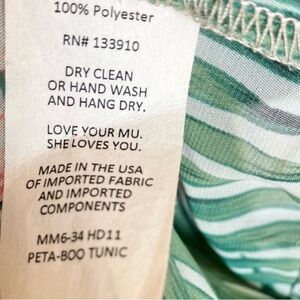 100% Polyester
RN# 133910
DRY CLEAN
OR HAND WASH
AND HANG DRY.
LOVE YOUR MU.
SHE LOVES YOU.
MADE IN THE USA
OF IMPORTED FABRIC
AND IMPORTED
COMPONENTS
MM6-34 HD11
PETA-BOO TUNIC